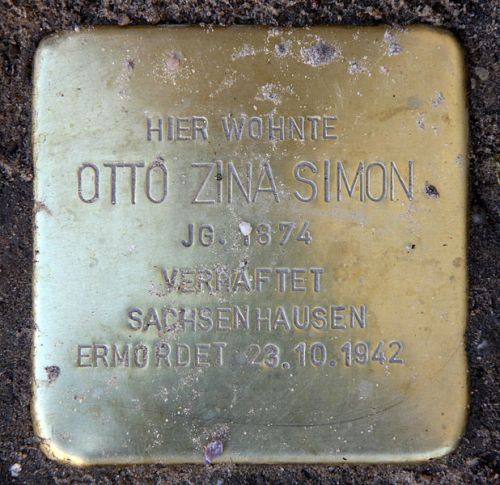 HIER WOHNTE
OTTO ZINA SIMON
JG. 1874
VERHAFTET
SACHSENHAUSEN
ERMORDET 23.10.1942